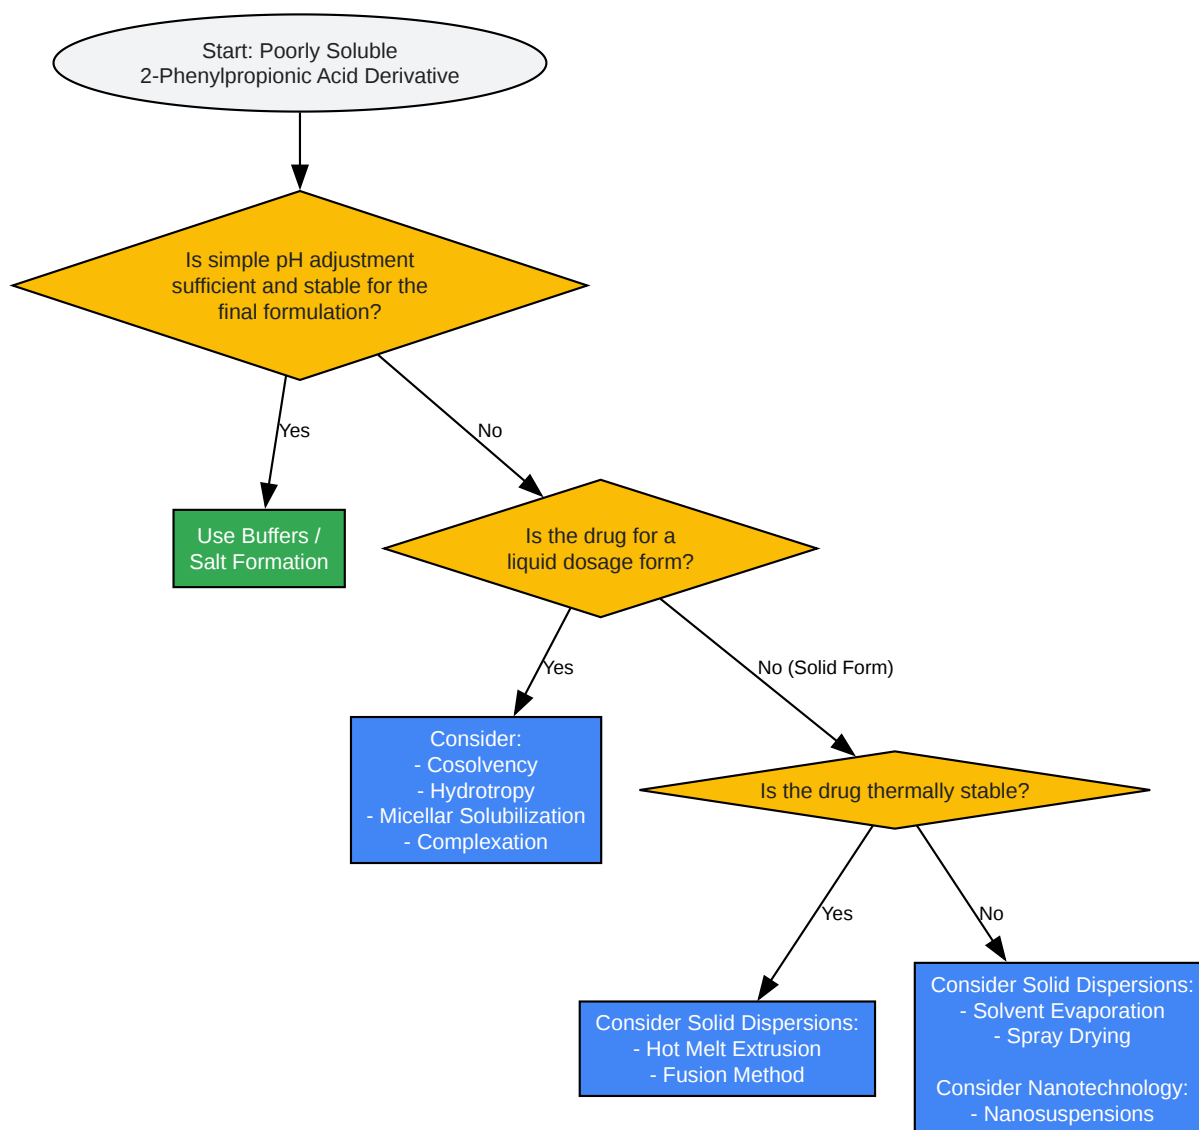 Start: Poorly Soluble
2-Phenylpropionic Acid Derivative
Is simple pH adjustment
sufficient and stable for the
final formulation?
Yes
No
Use Buffers /
Salt Formation
Is the drug for a
liquid dosage form?
Yes
No (Solid Form)
Consider:
- Cosolvency
- Hydrotropy
- Micellar Solubilization
- Complexation
Is the drug thermally stable?
Yes
No
Consider Solid Dispersions:
- Hot Melt Extrusion
- Fusion Method
Consider Solid Dispersions:
- Solvent Evaporation
- Spray Drying
Consider Nanotechnology:
- Nanosuspensions